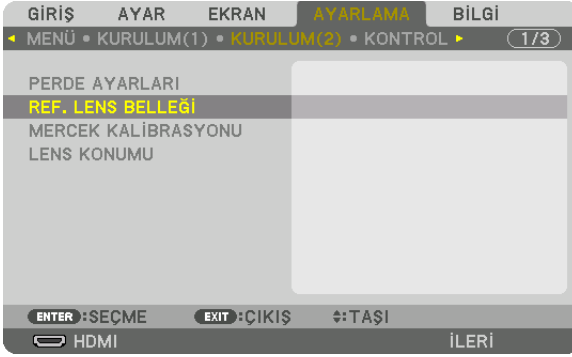 GİRİŞ AYAR EKRAN AYARLAMA BİLGİ
MENÜ • KURULUM(1) • KURULUM(2) • KONTROL 1/3
PERDE AYARLARI
REF. LENS BELLEĞİ
MERCEK KALİBRASYONU
LENS KONUMU
ENTER :SEÇME EXIT :ÇIKIŞ :TAŞI
HDMI İLERİ